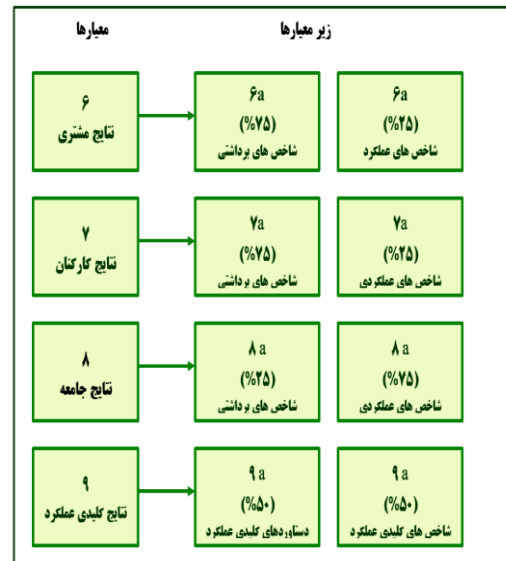 معیارها
زیر معیارها
۶
نتایج مشتری
۶a
(%۷۵)
شاخص های برداشتی
۶a
(%۲۵)
شاخص های عملکرد
۷
نتایج کارکنان
۷a
(%۷۵)
شاخص های برداشتی
۷a
(%۲۵)
شاخص های عملکردی
۸
نتایج جامعه
۸ a
(%۲۵)
شاخص های برداشتی
۸ a
(%۷۵)
شاخص های عملکردی
۹
نتایج کلیدی عملکرد
۹ a
(%۵۰)
دستاوردهای کلیدی عملکرد
۹ a
(%۵۰)
شاخص های کلیدی عملکرد